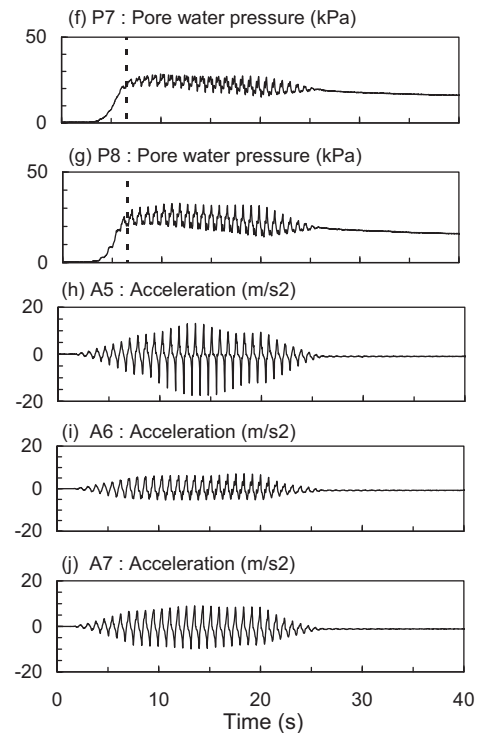 (f) P7 : Pore water pressure (kPa)
50
0
(g) P8 : Pore water pressure (kPa)
50
0
(h) A5 : Acceleration (m/s2)
20
0
-20
(i) A6 : Acceleration (m/s2)
20
0
-20
(j) A7 : Acceleration (m/s2)
20
0
-20
0 10 20 30 40
Time (s)